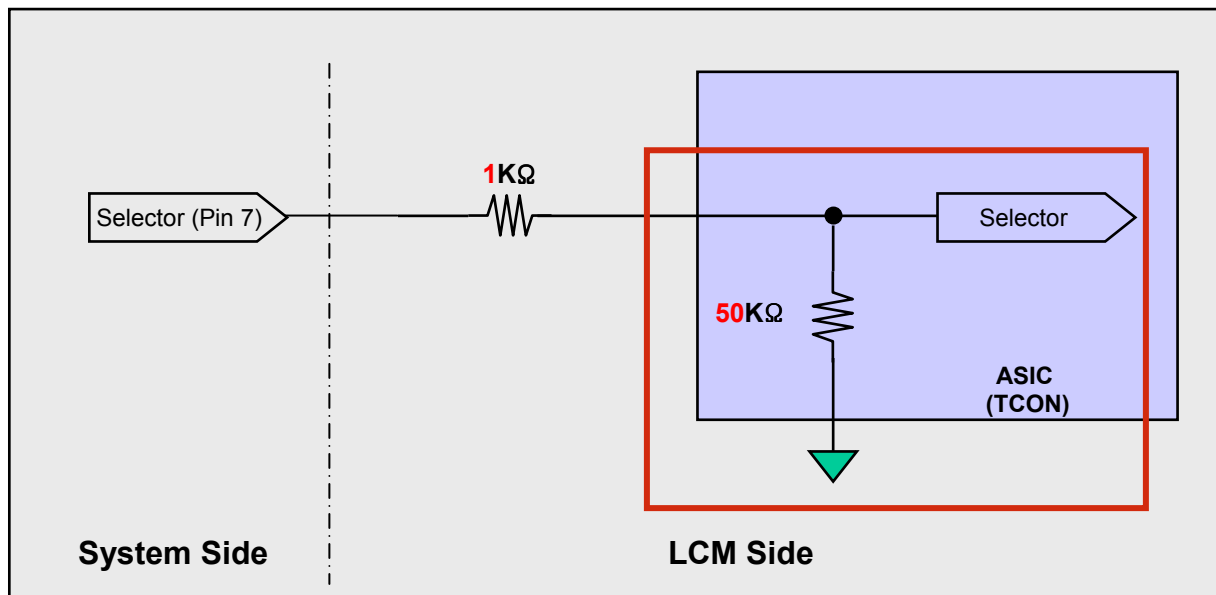 1KΩ
Selector (Pin 7)
Selector
50KΩ
ASIC
(TCON)
System Side
LCM Side